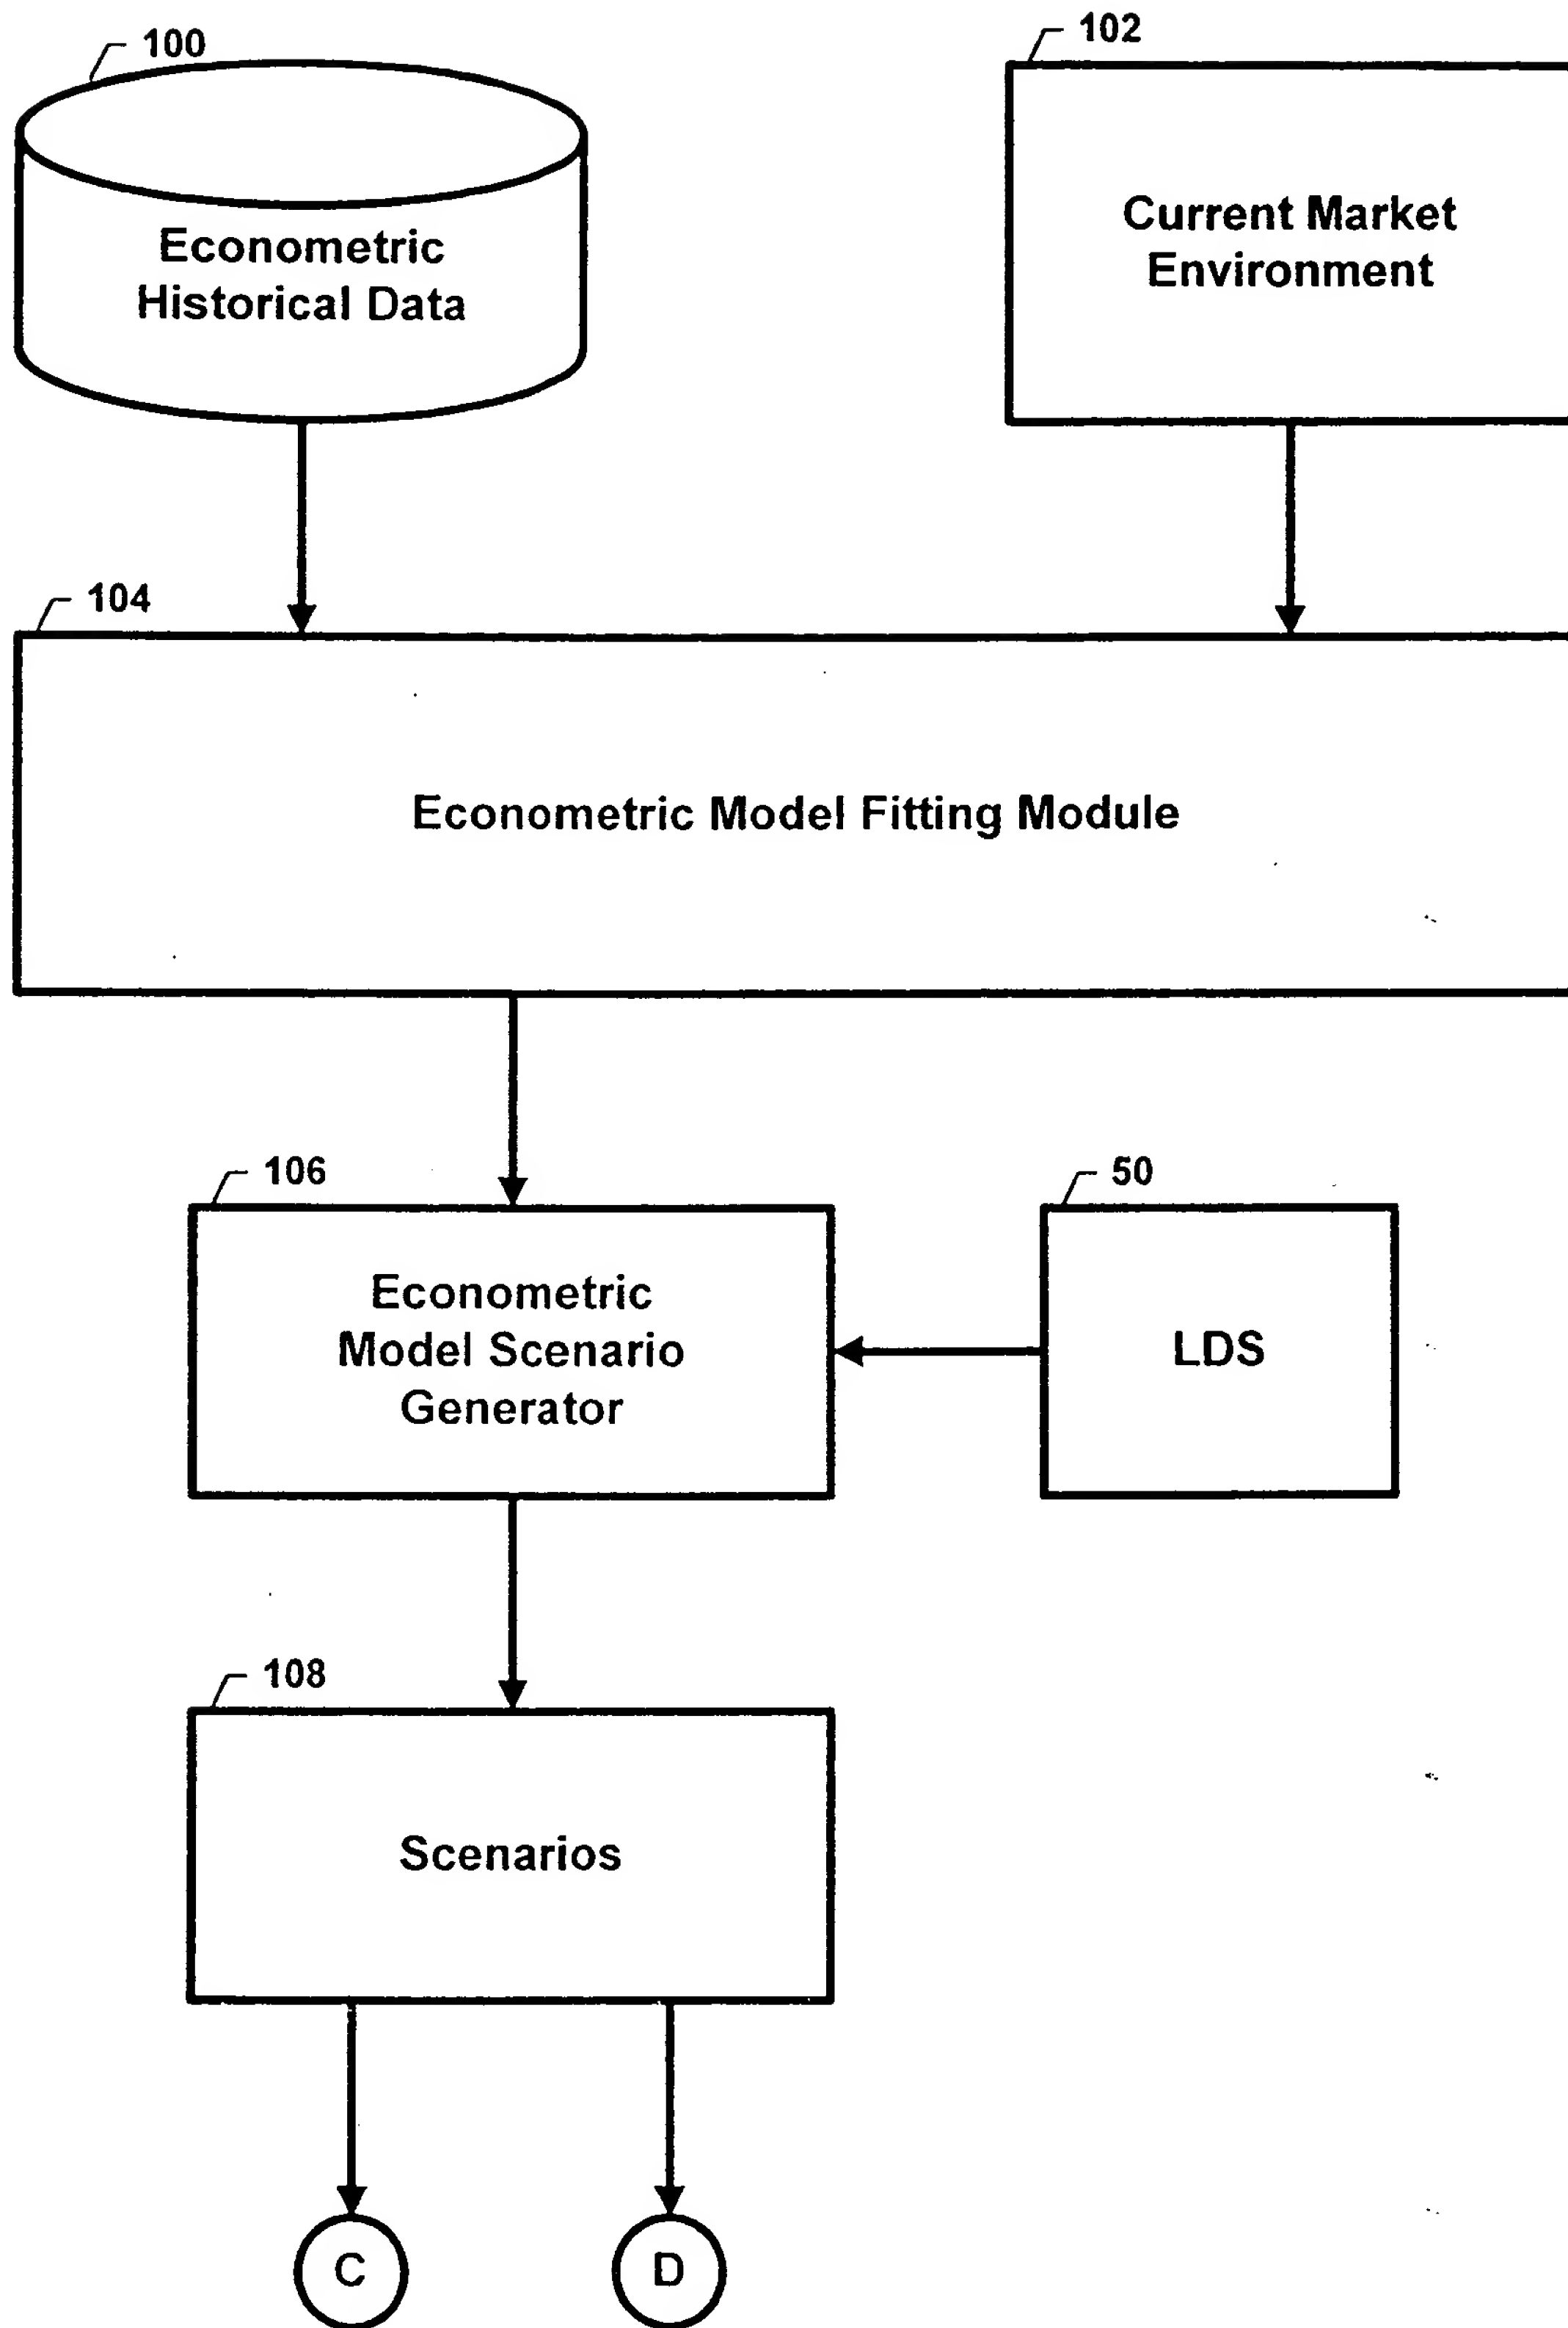 100
102
Econometric
Historical Data
Current Market
Environment
104
Econometric Model Fitting Module
106
50
Econometric
Model Scenario
Generator
LDS
108
Scenarios
C
D